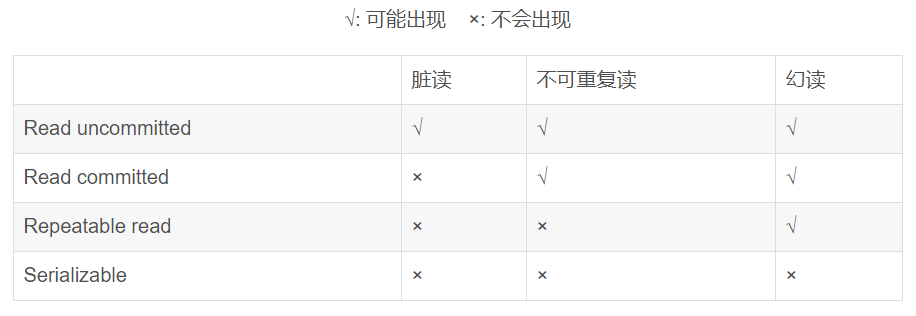 √: 可能出现 ×: 不会出现
脏读 不可重复读 幻读
Read uncommitted √ √ √
Read committed × √ √
Repeatable read × × √
Serializable × × ×